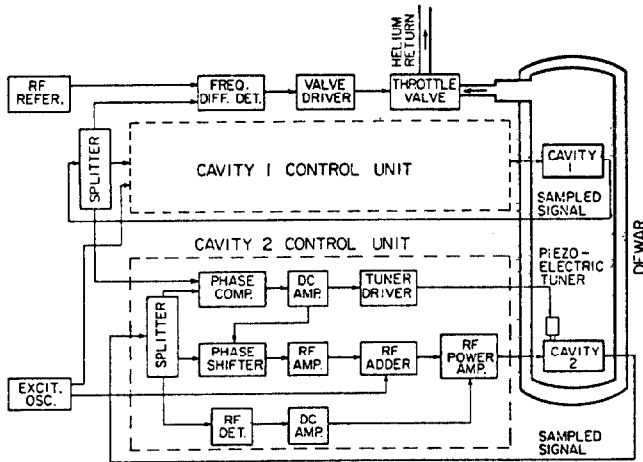 HELIUM
RETURN
RF
REFER.
FREQ.
DIFF. DET.
VALVE
DRIVER
THROTTLE
VALVE
SPLITTER
CAVITY 1 CONTROL UNIT
CAVITY
1
SAMPLED
SIGNAL
CAVITY 2 CONTROL UNIT
PIEZO-
ELECTRIC
TUNER
DEWAR
PHASE
COMP.
DC
AMP.
TUNER
DRIVER
SPLITTER
PHASE
SHIFTER
RF
AMP.
RF
ADDER
RF
POWER
AMP.
CAVITY
2
EXCIT.
OSC.
RF
DET.
DC
AMP.
SAMPLED
SIGNAL